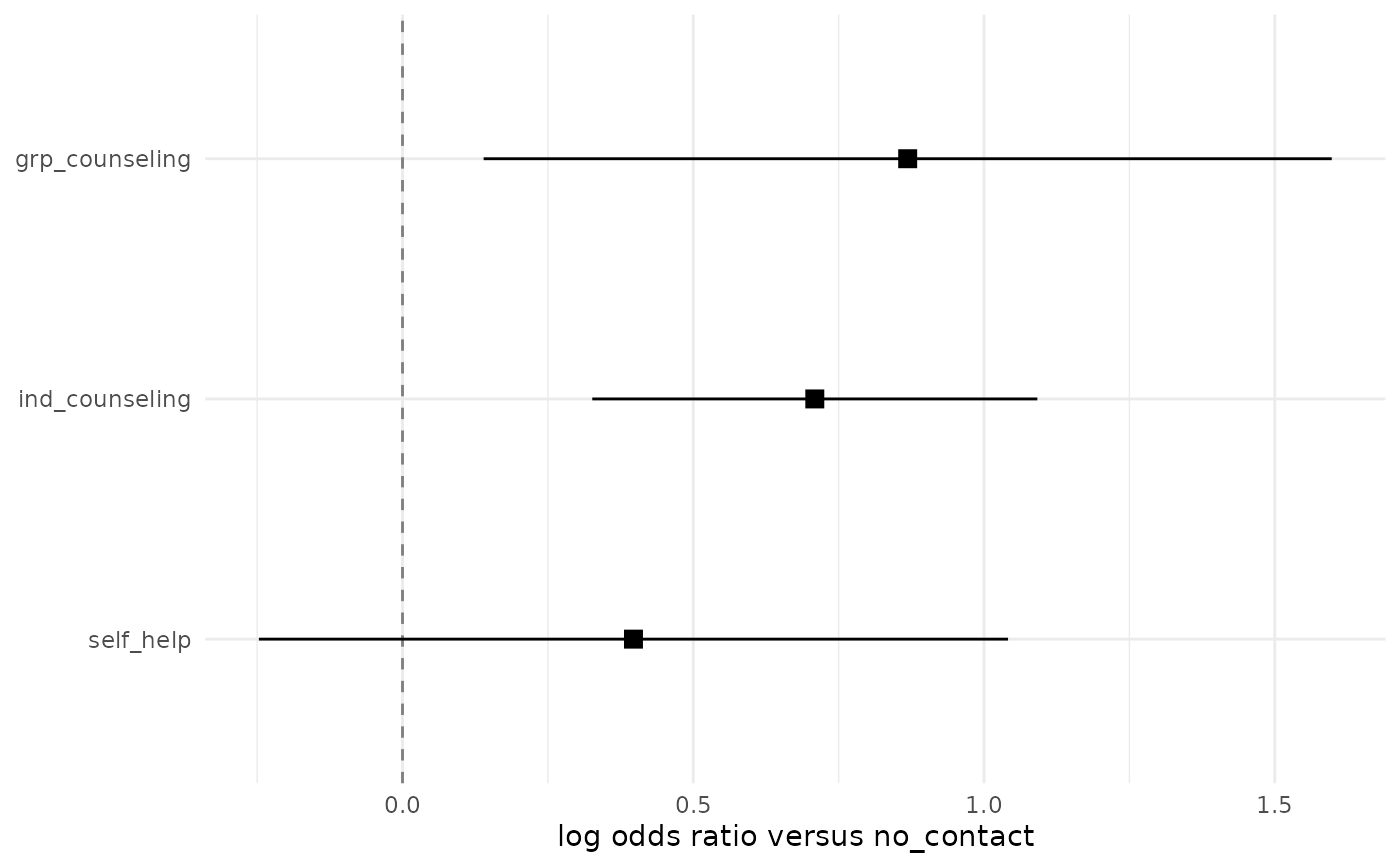 grp_counseling
ind_counseling
self_help
0.0 0.5 1.0 1.5
log odds ratio versus no_contact